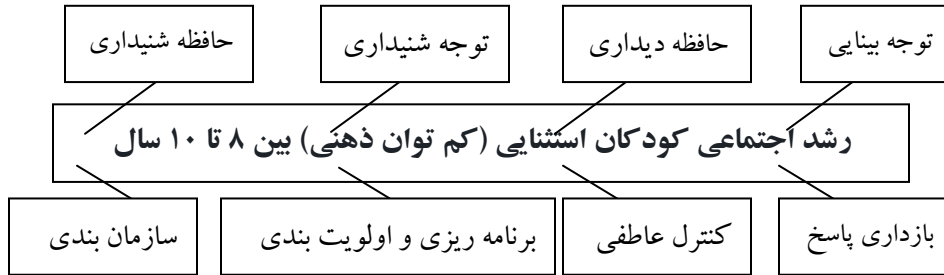 توجه بینایی
حافظه دیداری
توجه شنیداری
حافظه شنیداری
رشد اجتماعی کودکان استثنایی (کم توان ذهنی) بین ۸ تا ۱۰ سال
بازداری پاسخ
کنترل عاطفی
برنامه ریزی و اولویت بندی
سازمان بندی